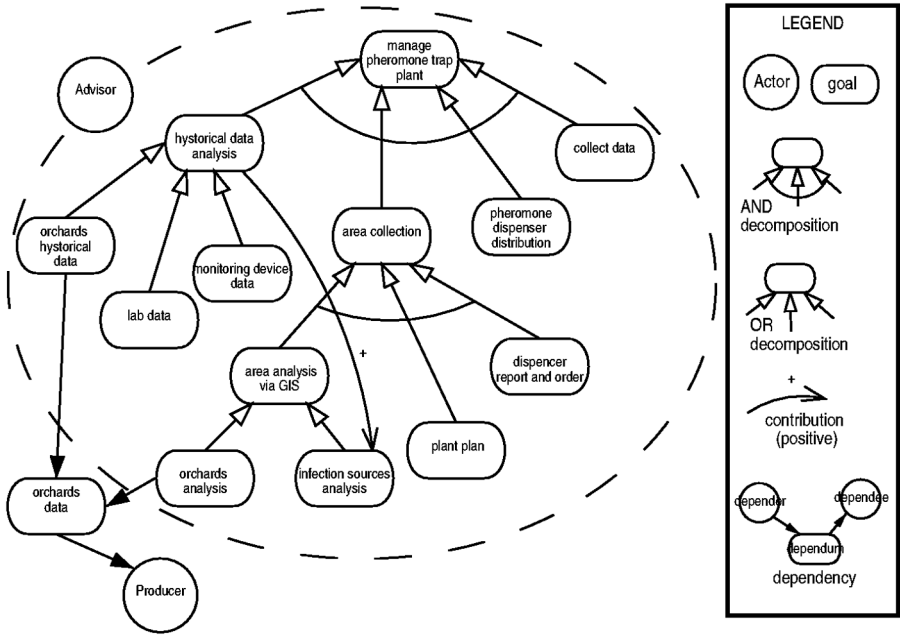 manage
pheromone trap
plant
Advisor
hystorical data
analysis
collect data
orchards
hystorical
data
area collection
pheromone
dispenser
distribution
monitoring device
data
lab data
+
area analysis
via GIS
dispencer
report and order
plant plan
orchards
analysis
infection sources
analysis
orchards
data
Producer
LEGEND
Actor
goal
AND
decomposition
OR
decomposition
+
contribution
(positive)
depender
dependee
dependum
dependency